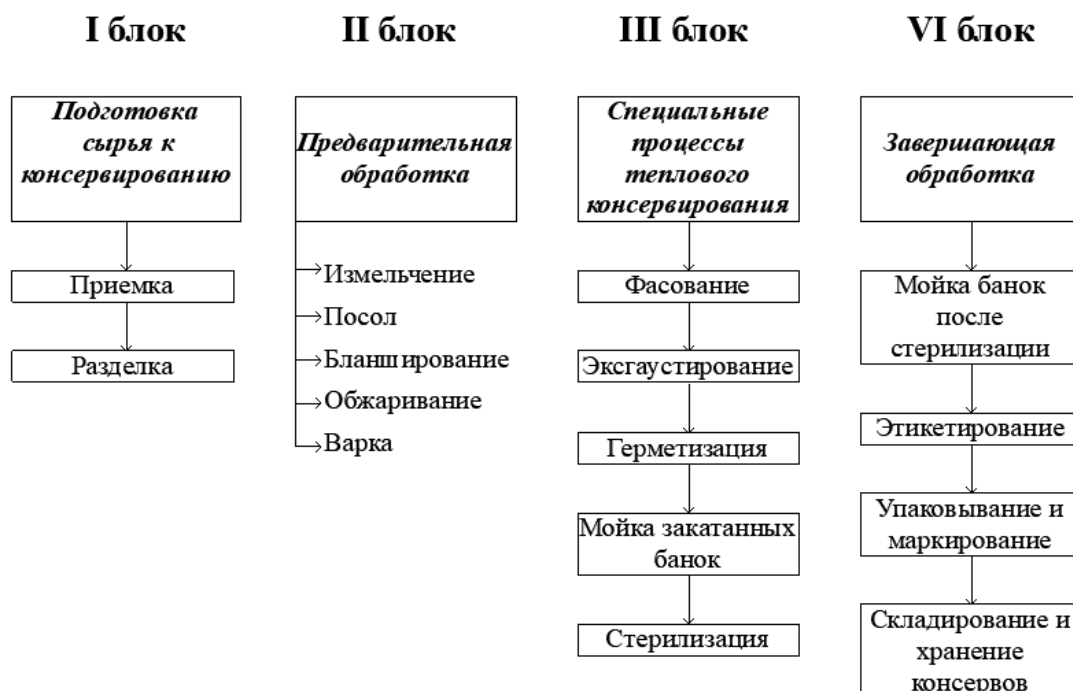 I блок
II блок
III блок
VI блок
Подготовка
сырья к
консервированию
Приемка
Разделка
Предварительная
обработка
Измельчение
Посол
Бланширование
Обжаривание
Варка
Специальные
процессы
теплового
консервирования
Фасование
Эксгаустирование
Герметизация
Мойка закатанных
банок
Стерилизация
Завершающая
обработка
Мойка банок
после
стерилизации
Этикетирование
Упаковывание и
маркирование
Складирование и
хранение
консервов